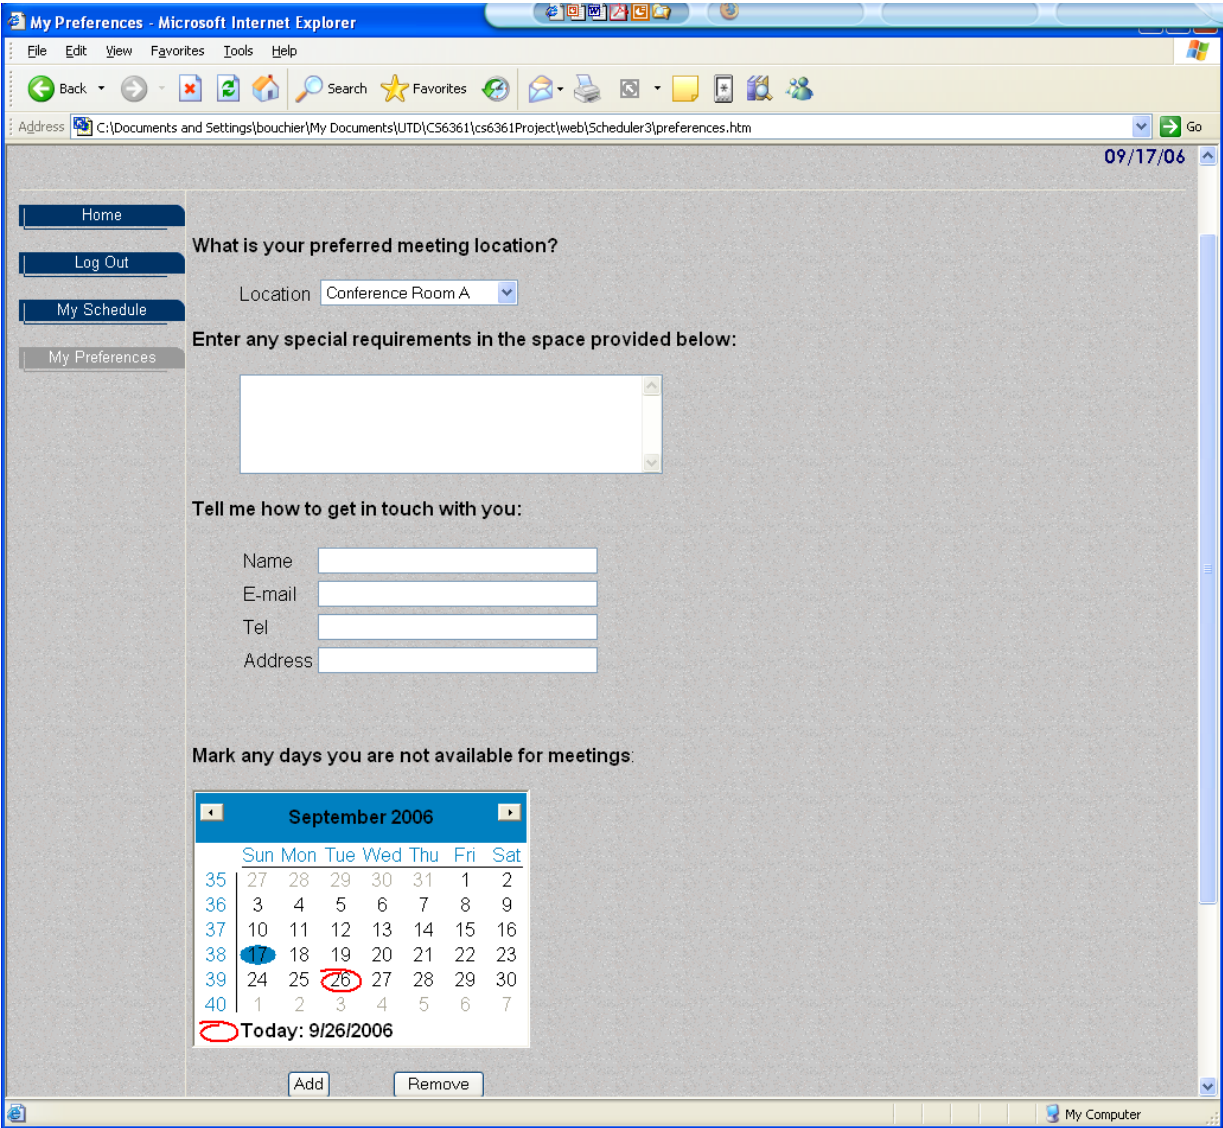 My Preferences - Microsoft Internet Explorer
File Edit View Favorites Tools Help
Back Search Favorites
Address C:\Documents and Settings\bouchier\My Documents\UTD\CS6361\cs6361Project\web\Scheduler3\preferences.htm Go
09/17/06
Home
Log Out
My Schedule
My Preferences
What is your preferred meeting location?
Location Conference Room A
Enter any special requirements in the space provided below:
Tell me how to get in touch with you:
Name
E-mail
Tel
Address
Mark any days you are not available for meetings:
September 2006
Sun Mon Tue Wed Thu Fri Sat
35 27 28 29 30 31 1 2
36 3 4 5 6 7 8 9
37 10 11 12 13 14 15 16
38 17 18 19 20 21 22 23
39 24 25 26 27 28 29 30
40 1 2 3 4 5 6 7
Today: 9/26/2006
Add Remove
My Computer